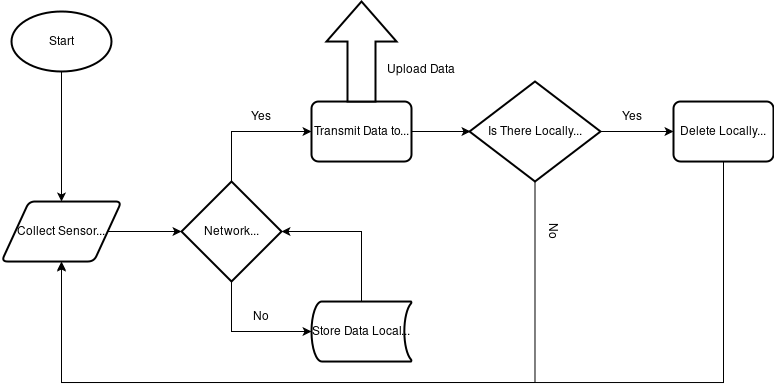 Start
Upload Data
Yes
Transmit Data to...
Is There Locally...
Yes
Delete Locally...
Collect Sensor...
Network...
No
No
Store Data Local...